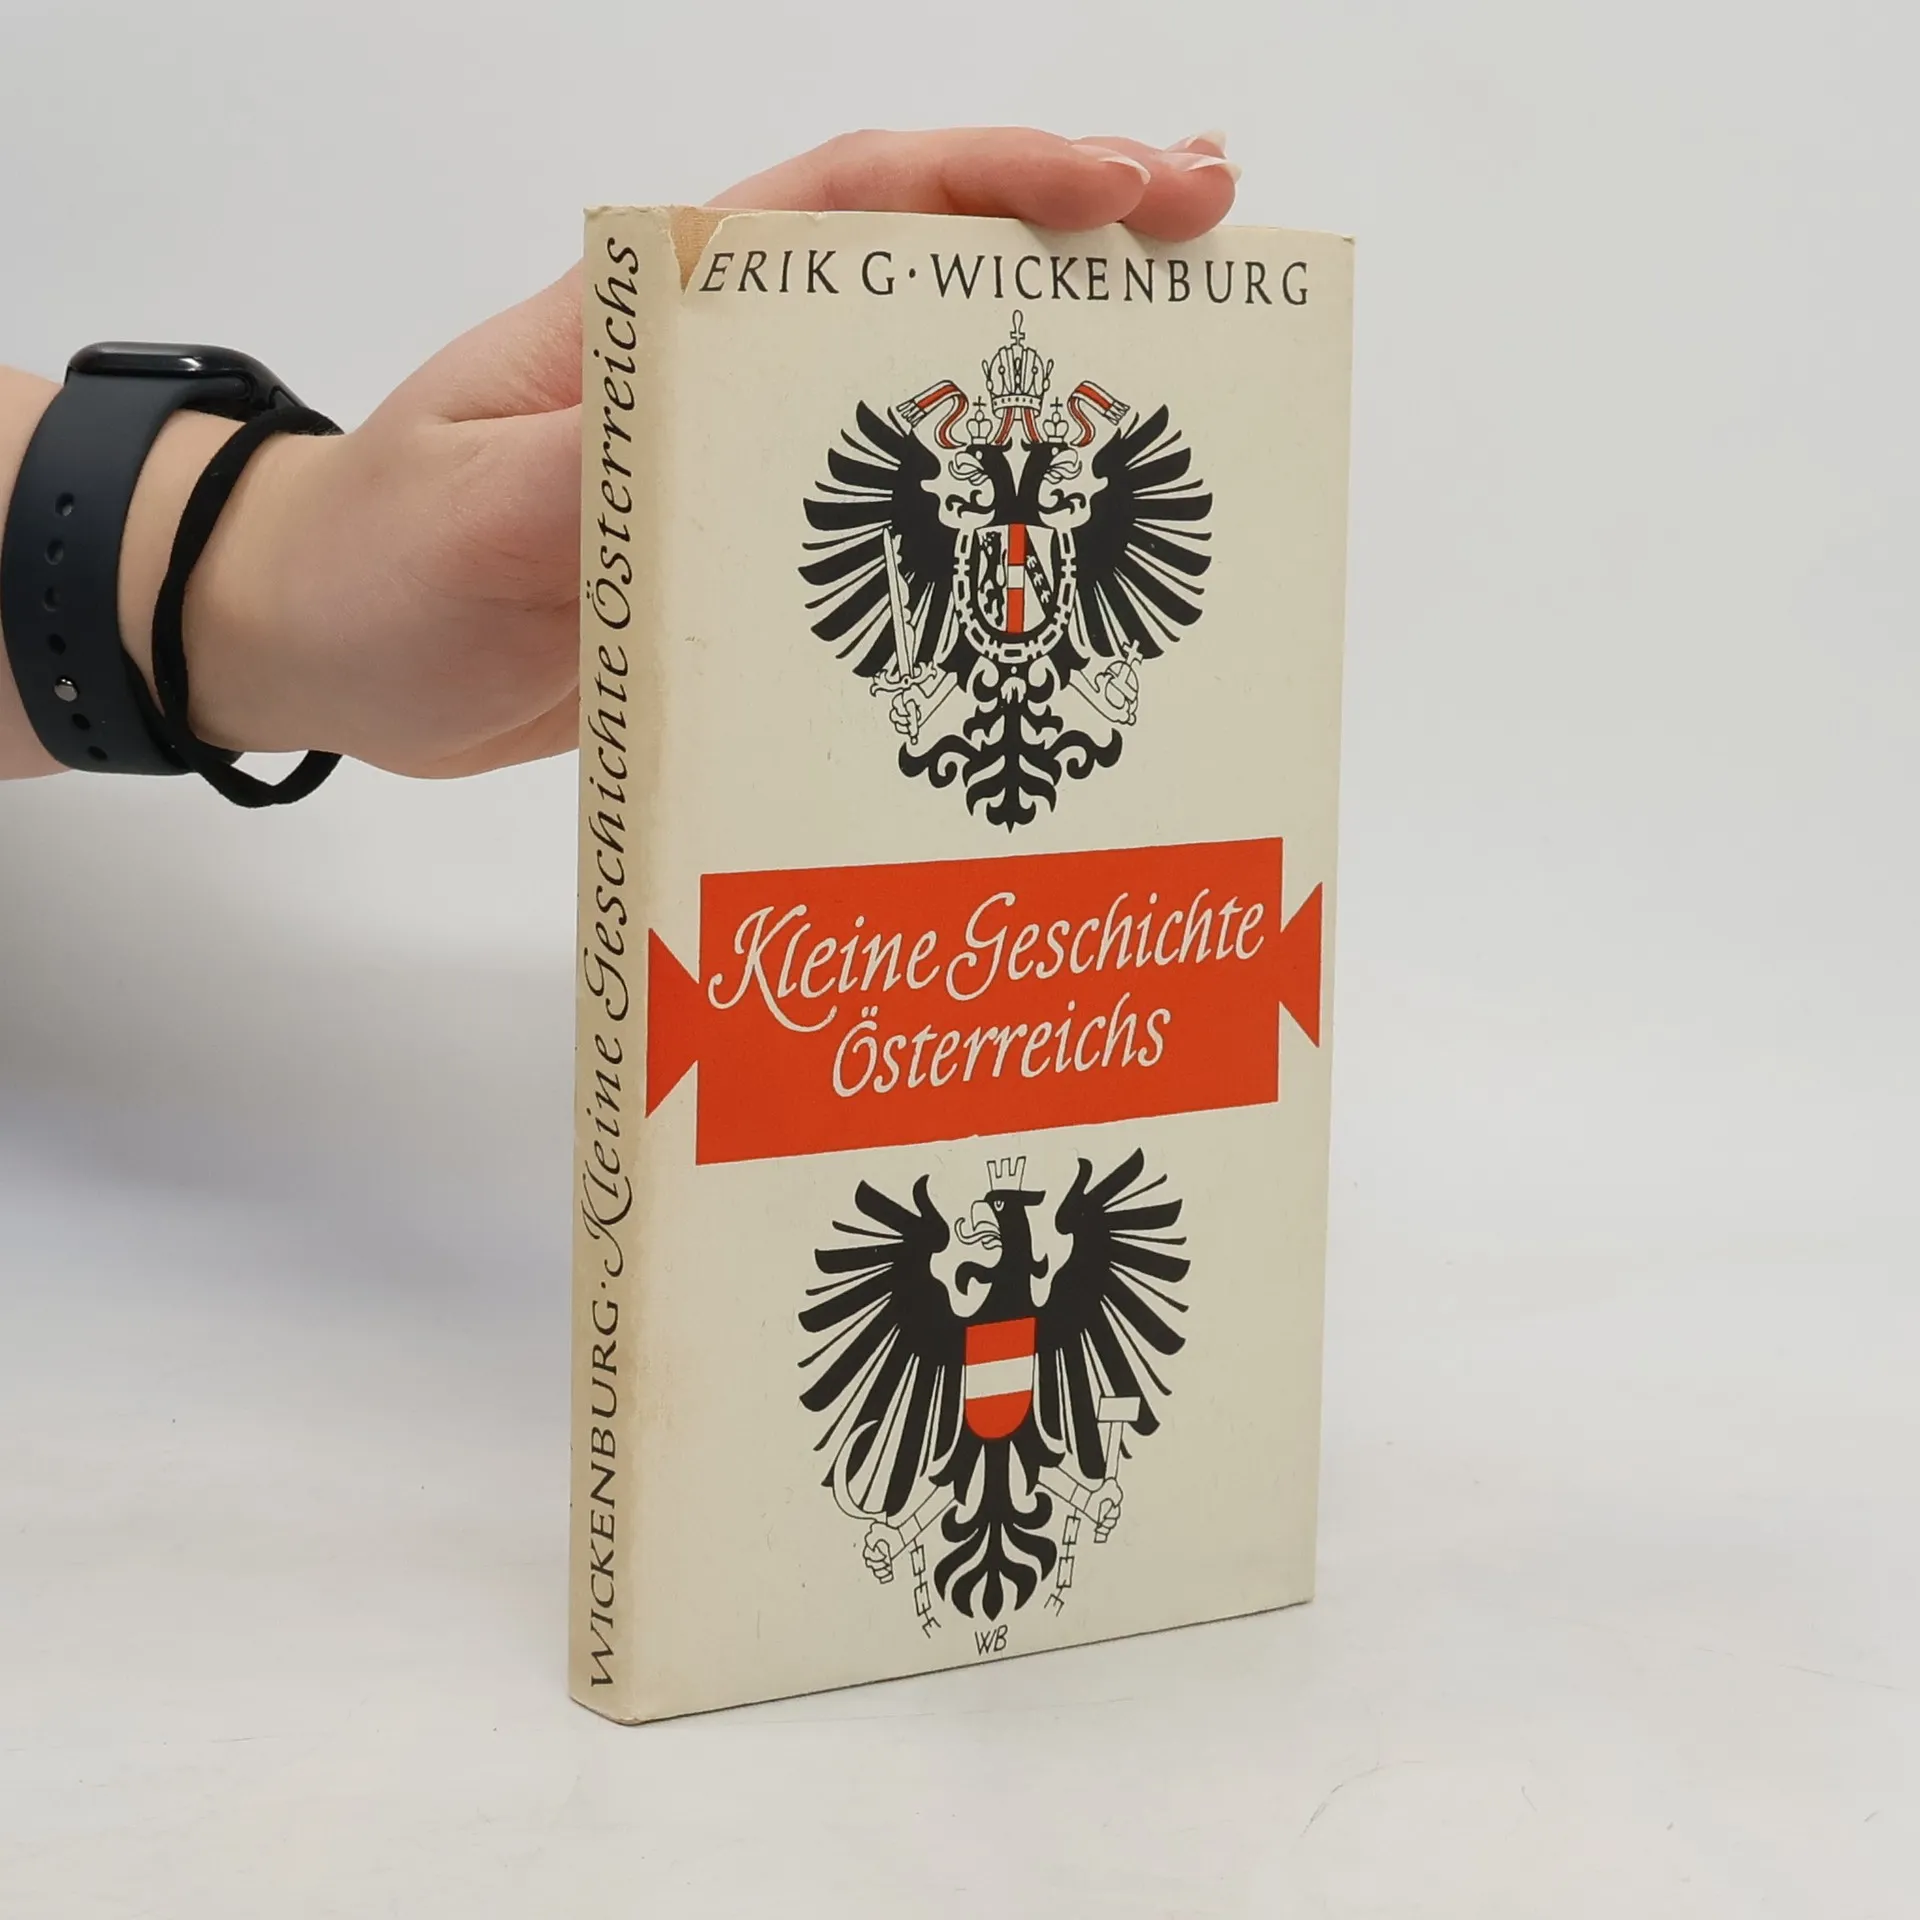 WICKENBURG · Kleine Geschichte Österreichs
ERIK G · WICKENBURG
Kleine Geschichte
Österreichs
WB